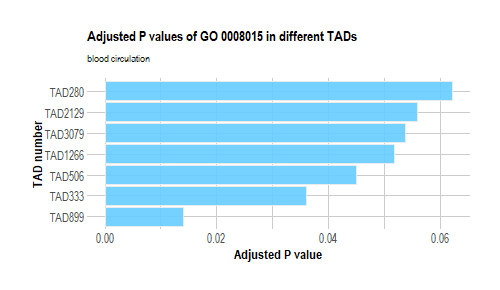 Adjusted P values of GO 0008015 in different TADs
blood circulation
TAD number
TAD280
TAD2129
TAD3079
TAD1266
TAD506
TAD333
TAD899
0.00 0.02 0.04 0.06
Adjusted P value